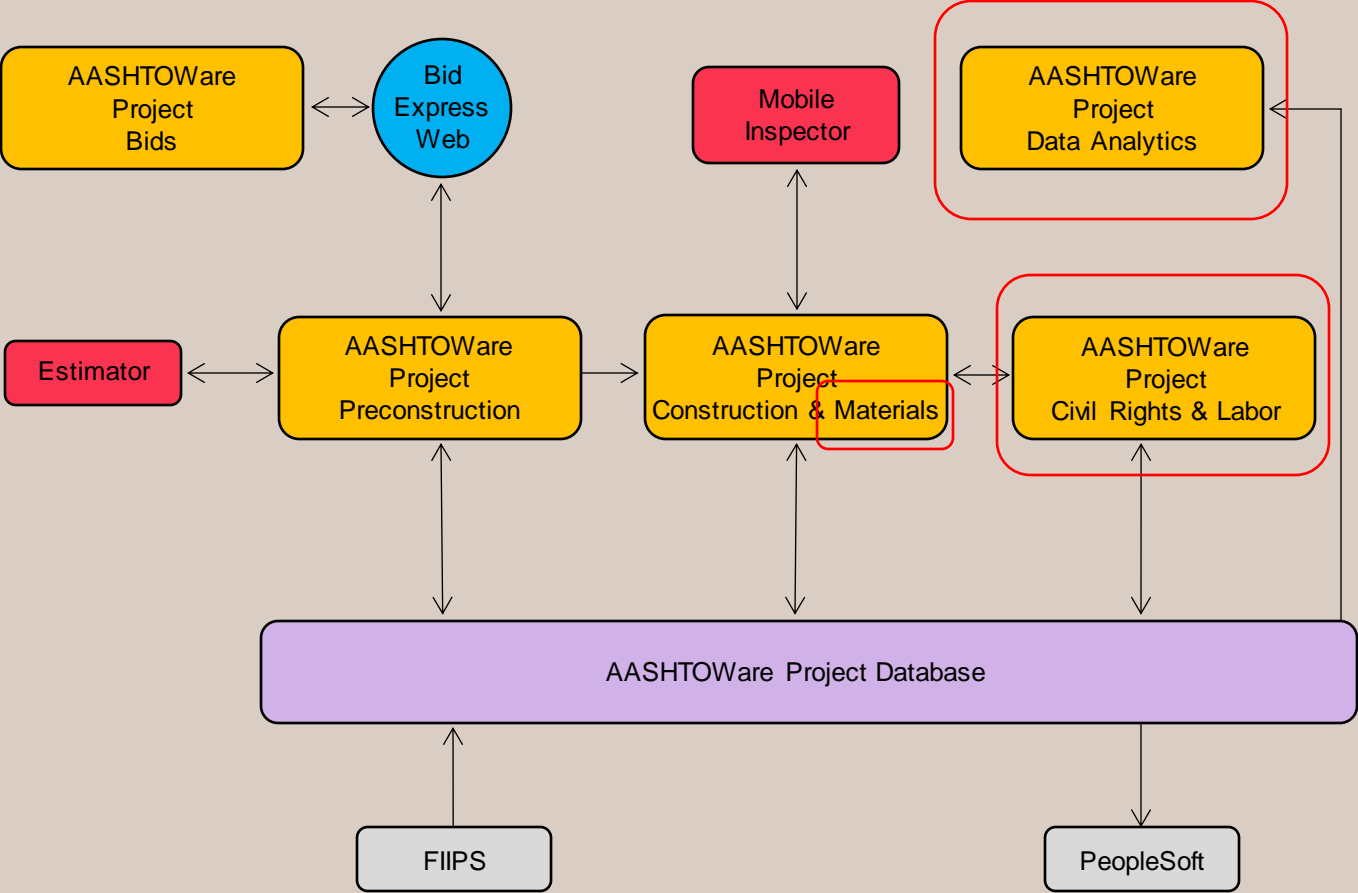 AASHTOWare
Project
Bids
Bid
Express
Web
Mobile
Inspector
AASHTOWare
Project
Data Analytics
Estimator
AASHTOWare
Project
Preconstruction
AASHTOWare
Project
Construction & Materials
AASHTOWare
Project
Civil Rights & Labor
AASHTOWare Project Database
FIIPS
PeopleSoft